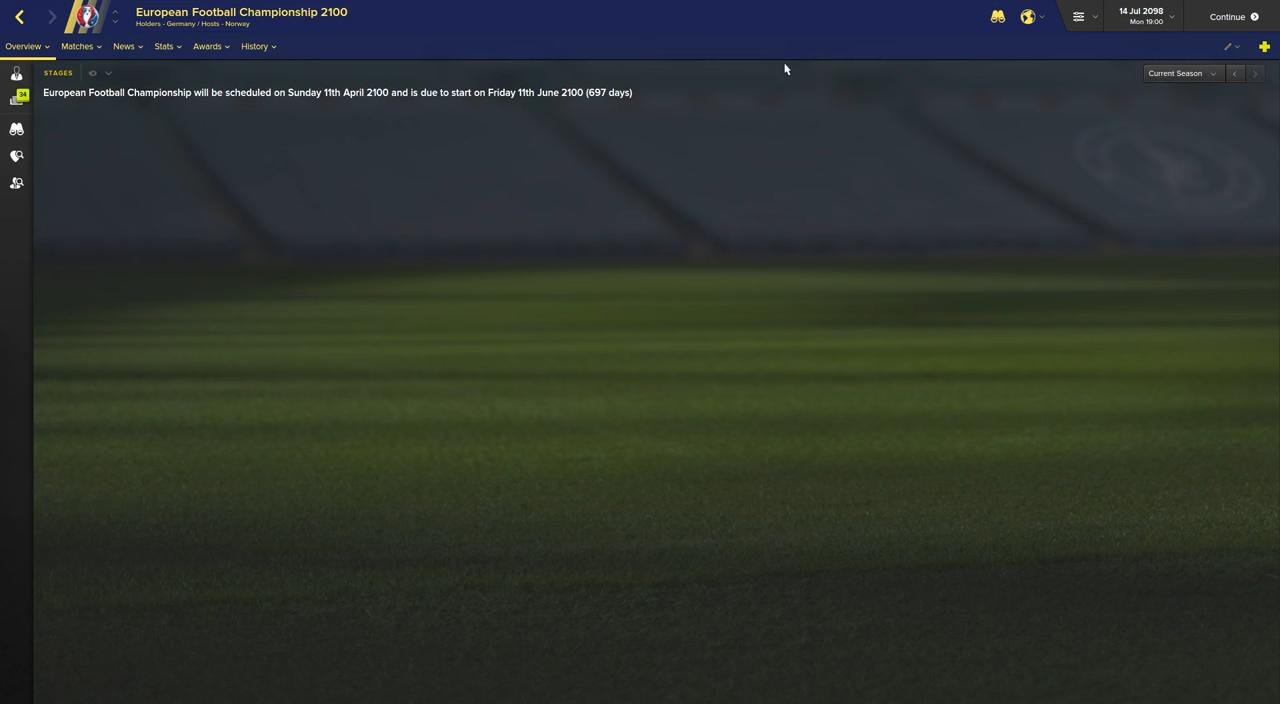 European Football Championship 2100
Holders - Germany / Hosts - Norway
14 Jul 2098
Mon 19:00
Continue
Overview
Matches
News
Stats
Awards
History
34
STAGES
Current Season
European Football Championship will be scheduled on Sunday 11th April 2100 and is due to start on Friday 11th June 2100 (697 days)